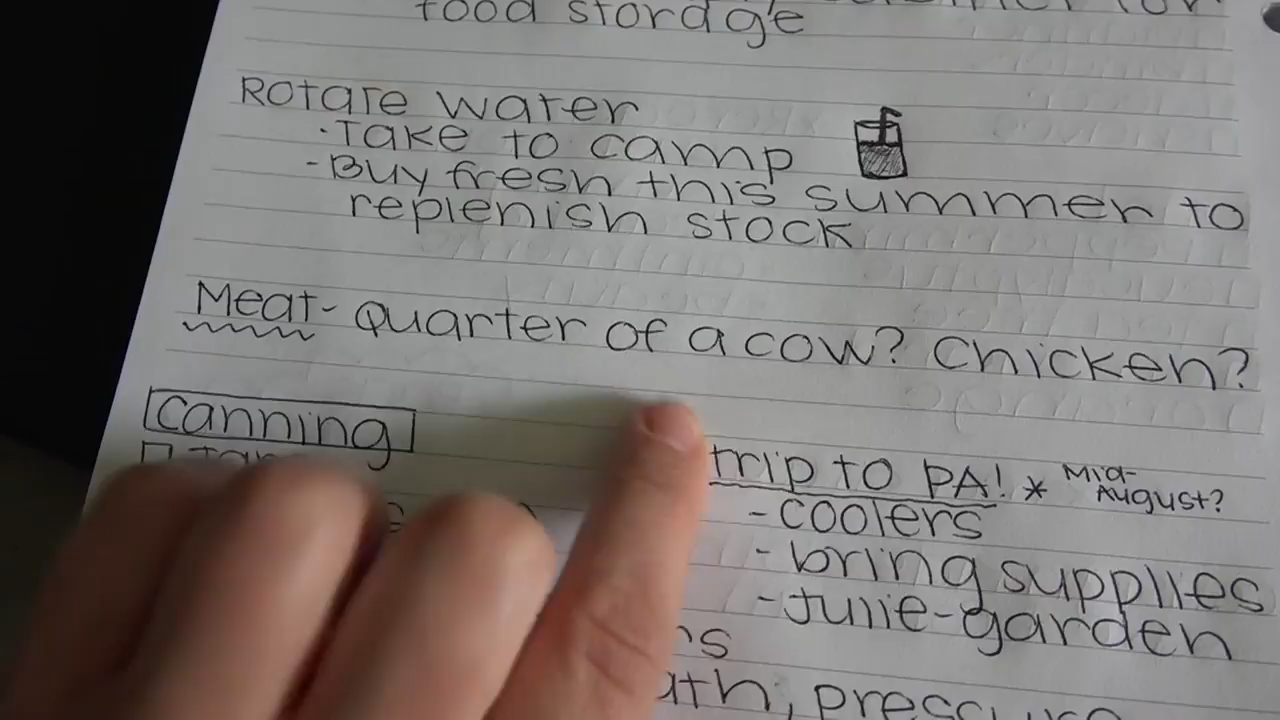 food storage
Rotate water
·Take to camp
-Buy fresh this summer to
replenish stock
Meat- Quarter of a cow? Chicken?
canning
trip to PA! * Mid-
August?
-coolers
-bring supplies
-Julie-garden